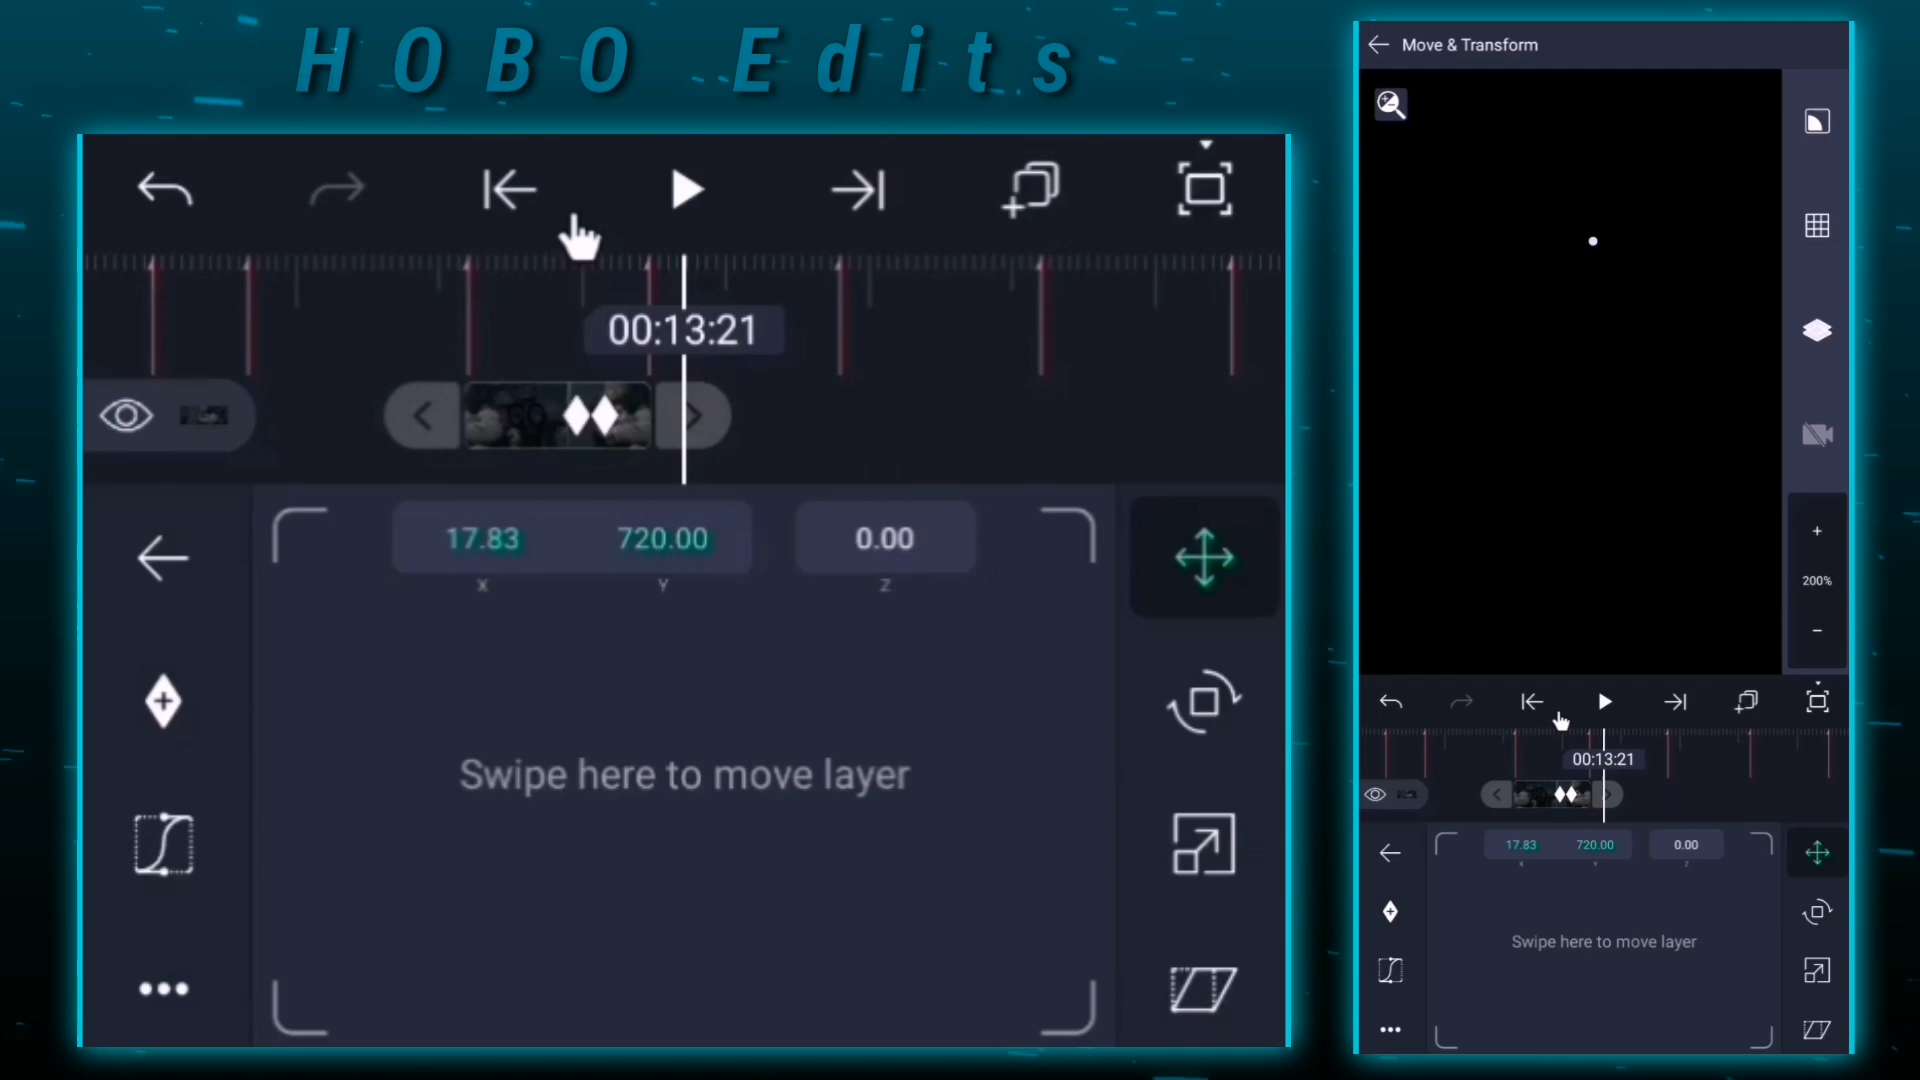 HOBO Edits
00:13:21
17.83 720.00 0.00
X Y Z
Swipe here to move layer
Move & Transform
+
200%
−
00:13:21
17.83 720.00 0.00
X Y Z
Swipe here to move layer